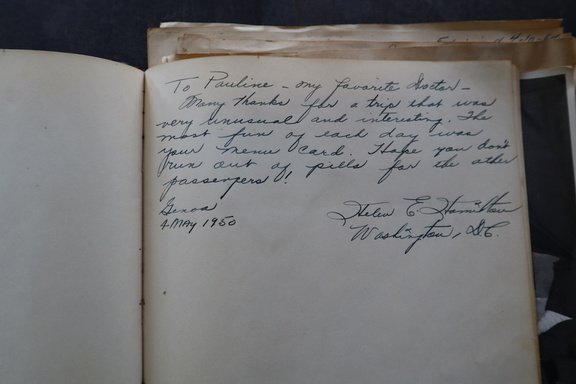 To Pauline - my favorite Doctor -
Many thanks for a trip that was
very unusual and interesting. The
most fun of each day was
your menu card. Hope you don't
run out of pills for the other
passengers!
Genoa
4 MAY 1950
Helen E. Hamilton
Washington, D.C.